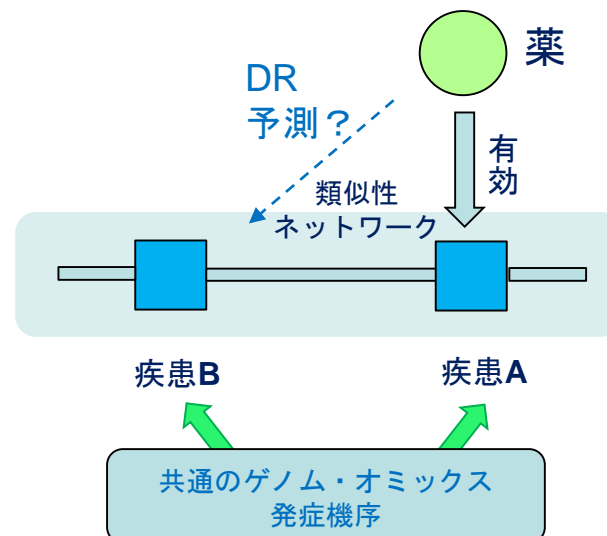 薬
DR
予測？
有効
類似性
ネットワーク
疾患B
疾患A
共通のゲノム・オミックス
発症機序